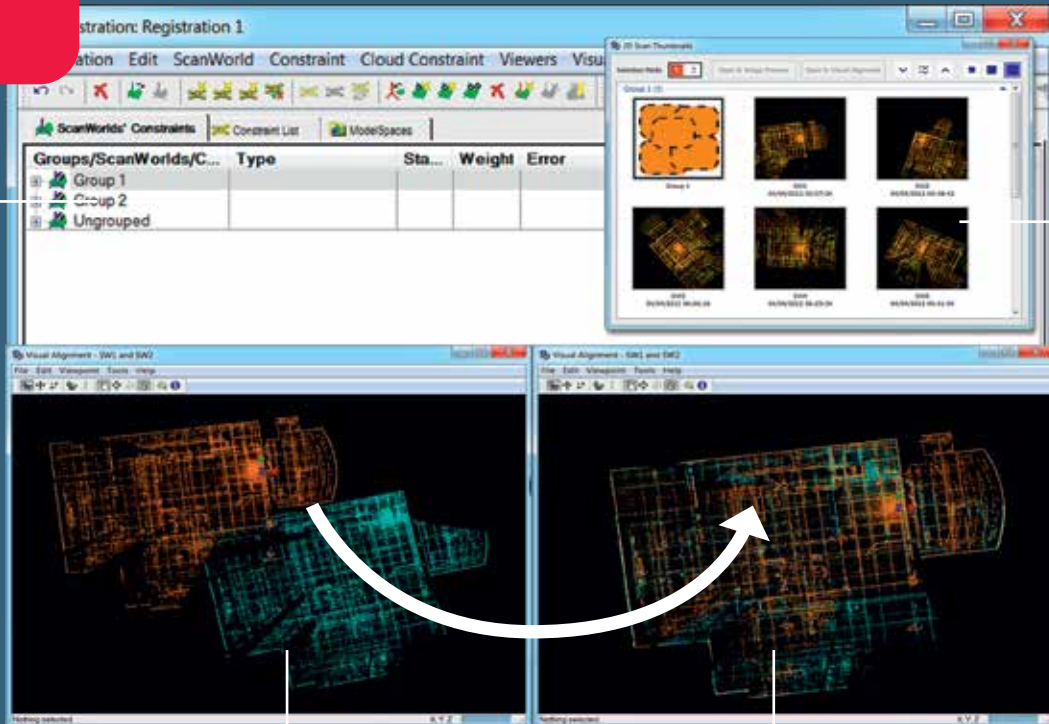 stration: Registration 1
ation Edit ScanWorld Constraint Cloud Constraint Viewers Visu
ScanWorlds' Constraints Constraint List ModelSpaces
Groups/ScanWorlds/C... Type Sta... Weight Error
Group 1
Group 2
Ungrouped
2D Scan Thumbnails
Group 1
Visual Alignment - SW1 and SW2
File Edit Viewpoint Tools Help
Nothing selected X,Y,Z
Visual Alignment - SW1 and SW2
File Edit Viewpoint Tools Help
Nothing selected X,Y,Z